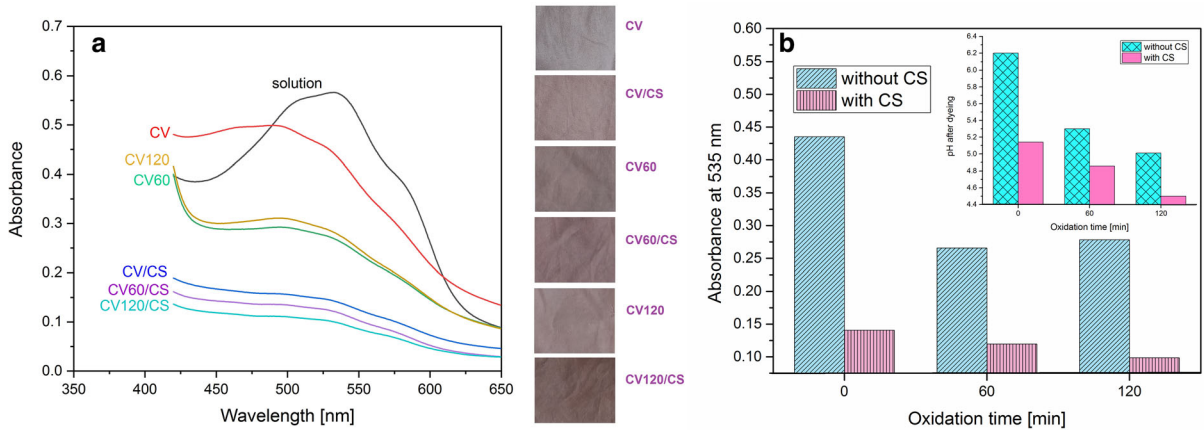 a
0.7
0.6
0.5
0.4
0.3
0.2
0.1
0.0
Absorbance
solution
CV
CV120
CV60
CV/CS
CV60/CS
CV120/CS
350
400
450
500
550
600
650
Wavelength [nm]
CV
CV/CS
CV60
CV60/CS
CV120
CV120/CS
b
0.60
0.55
0.50
0.45
0.40
0.35
0.30
0.25
0.20
0.15
0.10
Absorbance at 535 nm
without CS
with CS
0
60
120
Oxidation time [min]
6.4
6.2
6.0
5.8
5.6
5.4
5.2
5.0
4.8
4.6
4.4
pH after dyeing
without CS
with CS
0
60
120
Oxidation time [min]